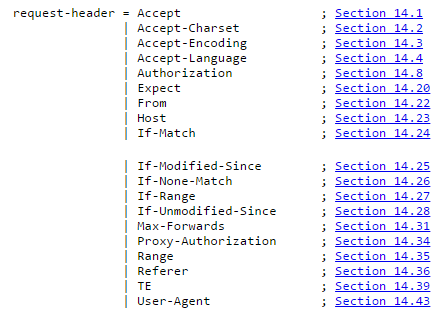 request-header = Accept ; Section 14.1
| Accept-Charset ; Section 14.2
| Accept-Encoding ; Section 14.3
| Accept-Language ; Section 14.4
| Authorization ; Section 14.8
| Expect ; Section 14.20
| From ; Section 14.22
| Host ; Section 14.23
| If-Match ; Section 14.24
| If-Modified-Since ; Section 14.25
| If-None-Match ; Section 14.26
| If-Range ; Section 14.27
| If-Unmodified-Since ; Section 14.28
| Max-Forwards ; Section 14.31
| Proxy-Authorization ; Section 14.34
| Range ; Section 14.35
| Referer ; Section 14.36
| TE ; Section 14.39
| User-Agent ; Section 14.43